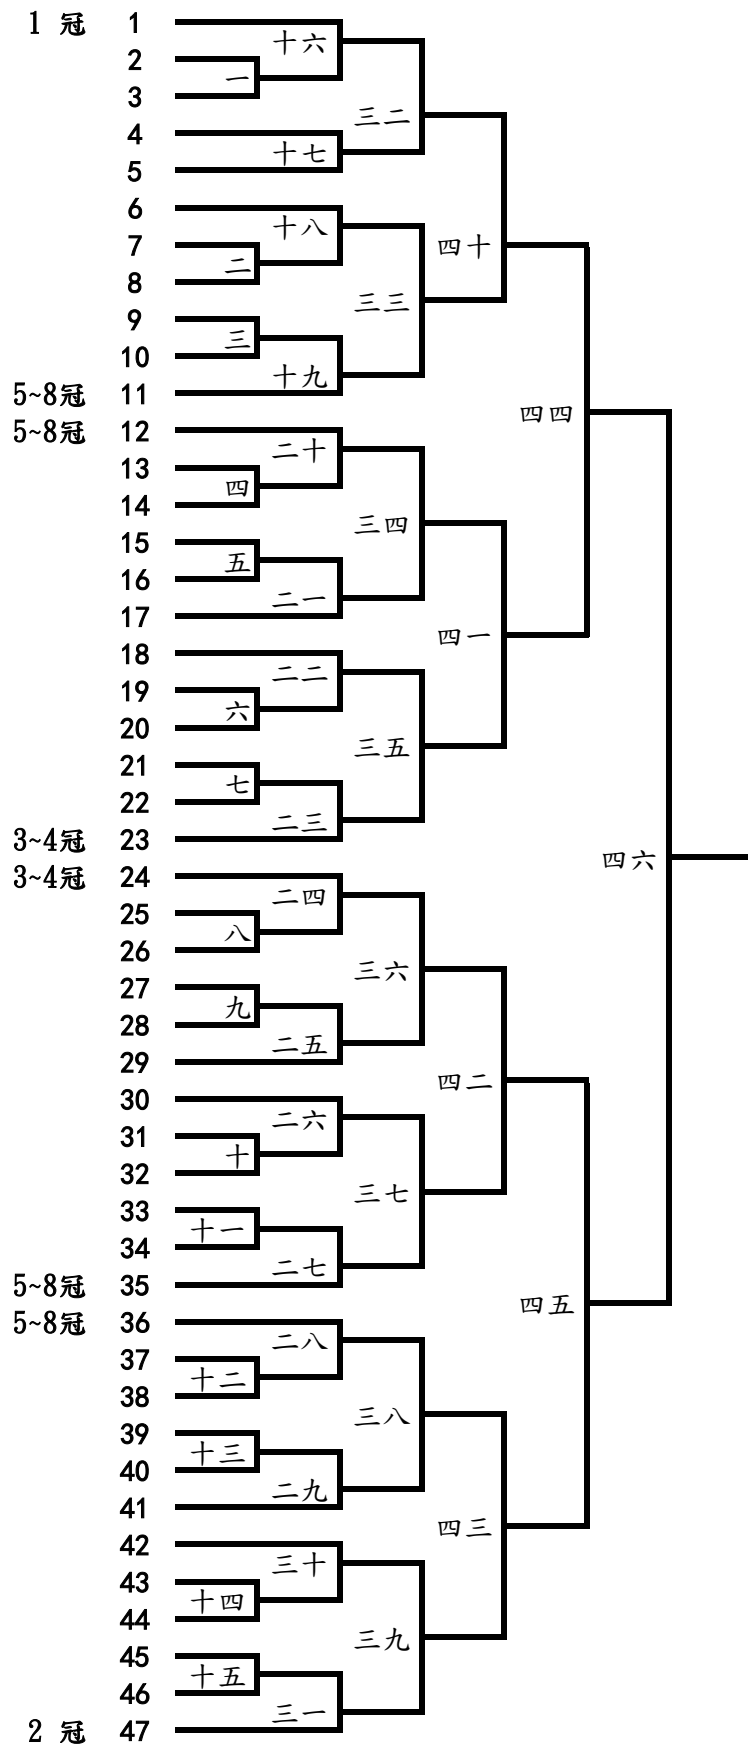 1 冠 1
十六
2
一
3
三二
4
十七
5
6
十八
7
四十
二
8
三三
9
三
10
十九
5~8冠 11
四四
5~8冠 12
二十
13
四
14
三四
15
五
16
二一
17
四一
18
二二
19
六
20
三五
21
七
22
二三
3~4冠 23
四六
3~4冠 24
二四
25
八
26
三六
27
九
28
二五
29
四二
30
二六
31
十
32
三七
33
十一
34
二七
5~8冠 35
四五
5~8冠 36
二八
37
十二
38
三八
39
十三
40
二九
41
四三
42
三十
43
十四
44
三九
45
十五
46
三一
2 冠 47